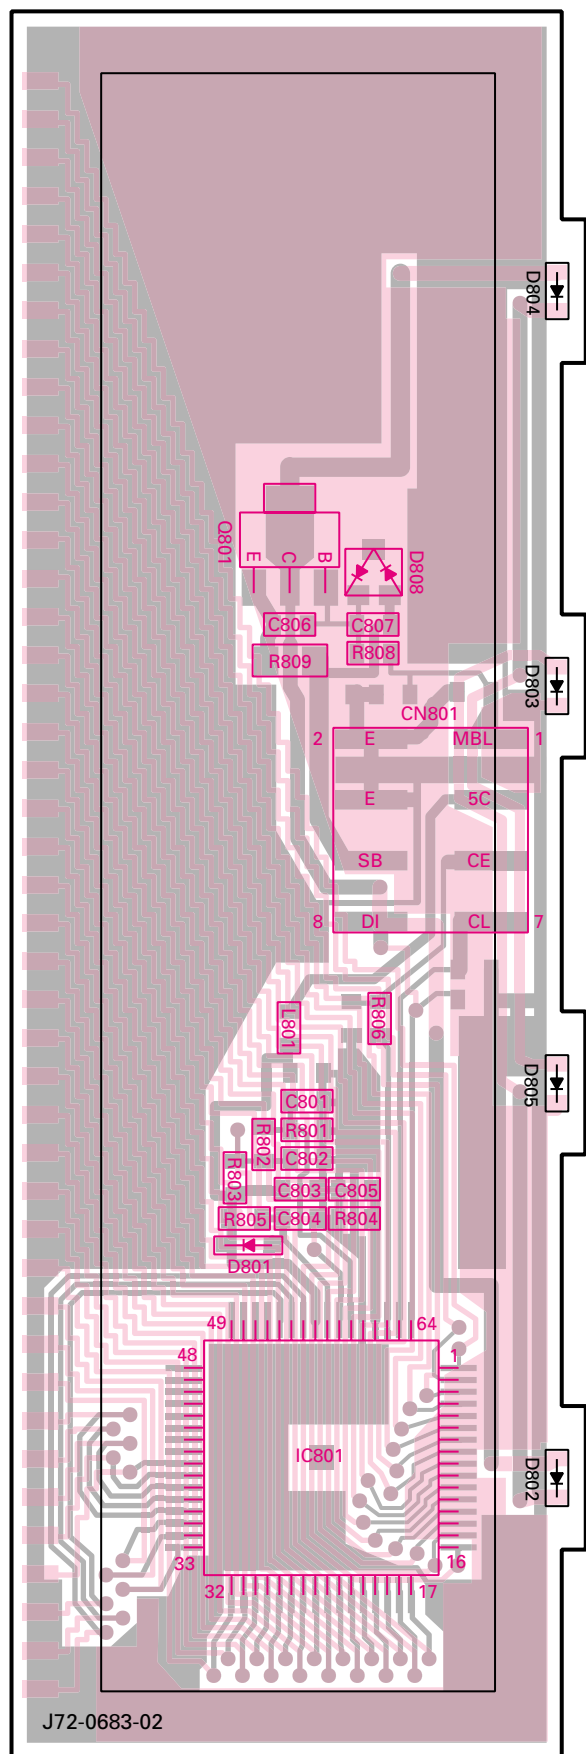 D804
Q801
E
C
B
D808
C806
C807
R809
R808
D803
CN801
2
E
MBL
1
E
5C
SB
CE
8
DI
CL
7
L801
R806
D805
C801
R802
R801
C802
R803
C803
C805
R805
C804
R804
D801
49
64
48
1
IC801
D802
33
16
32
17
J72-0683-02